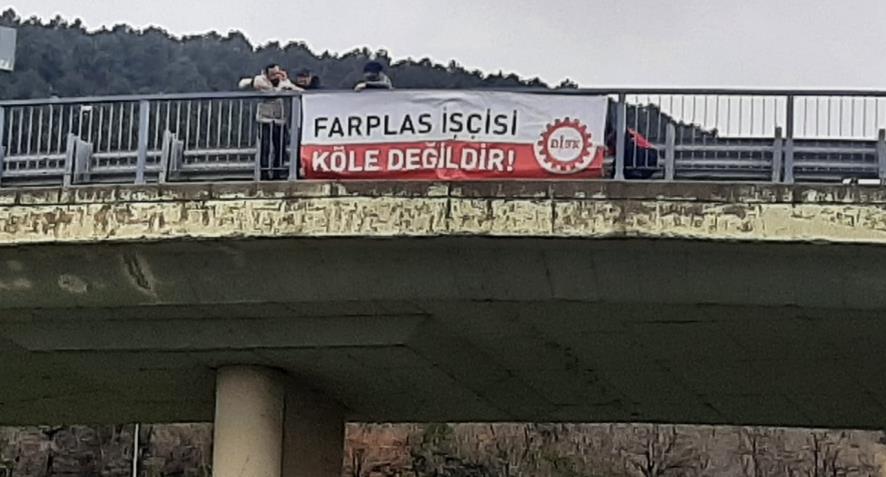 FARPLAS İŞÇİSİ
KÖLE DEĞİLDİR!
DİSK